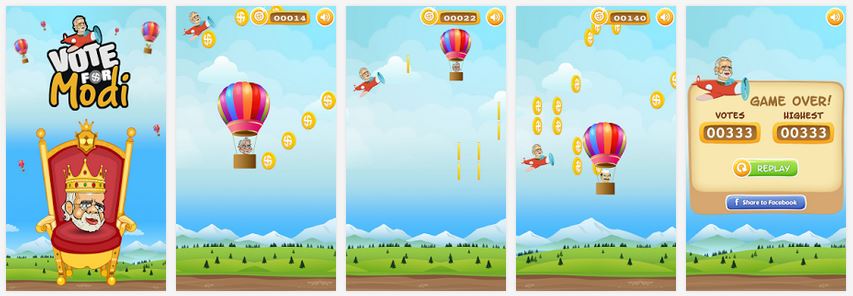 VOTE
FOR
Modi
00014
00022
00140
GAME OVER!
VOTES HIGHEST
00333 00333
REPLAY
f Share to Facebook